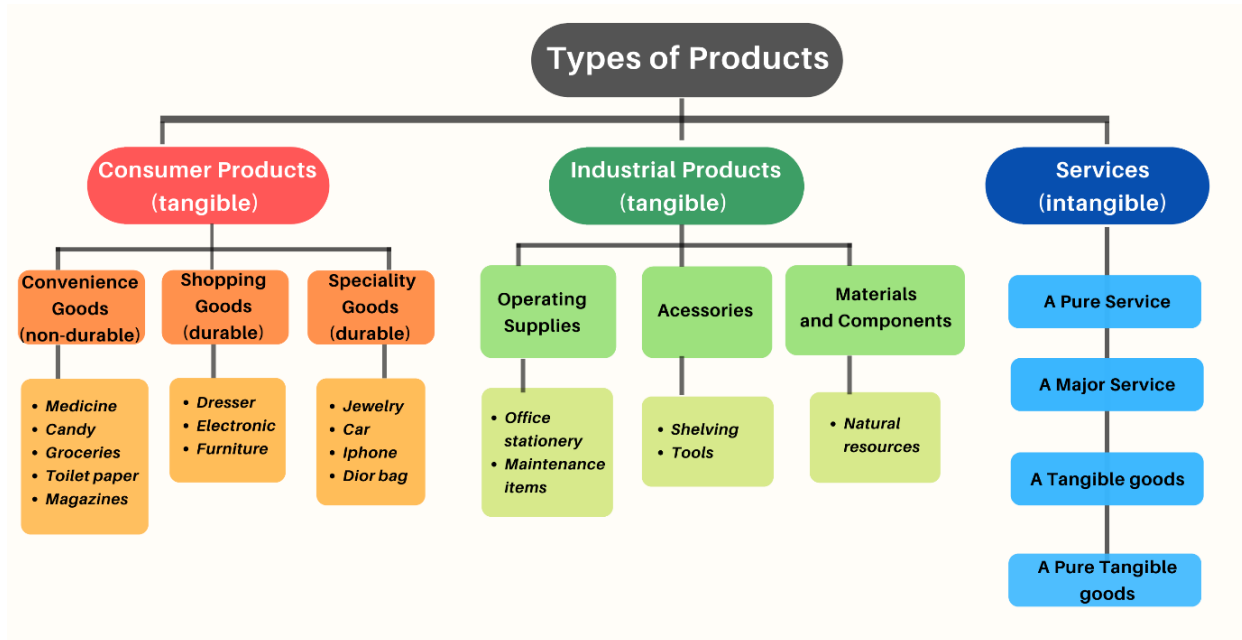 Types of Products
Consumer Products
(tangible)
Industrial Products
(tangible)
Services
(intangible)
Convenience
Goods
(non-durable)
Shopping
Goods
(durable)
Speciality
Goods
(durable)
Operating
Supplies
Acessories
Materials
and Components
A Pure Service
A Major Service
A Tangible goods
A Pure Tangible
goods
• Medicine
• Candy
• Groceries
• Toilet paper
• Magazines
• Dresser
• Electronic
• Furniture
• Jewelry
• Car
• Iphone
• Dior bag
• Office
stationery
• Maintenance
items
• Shelving
• Tools
• Natural
resources